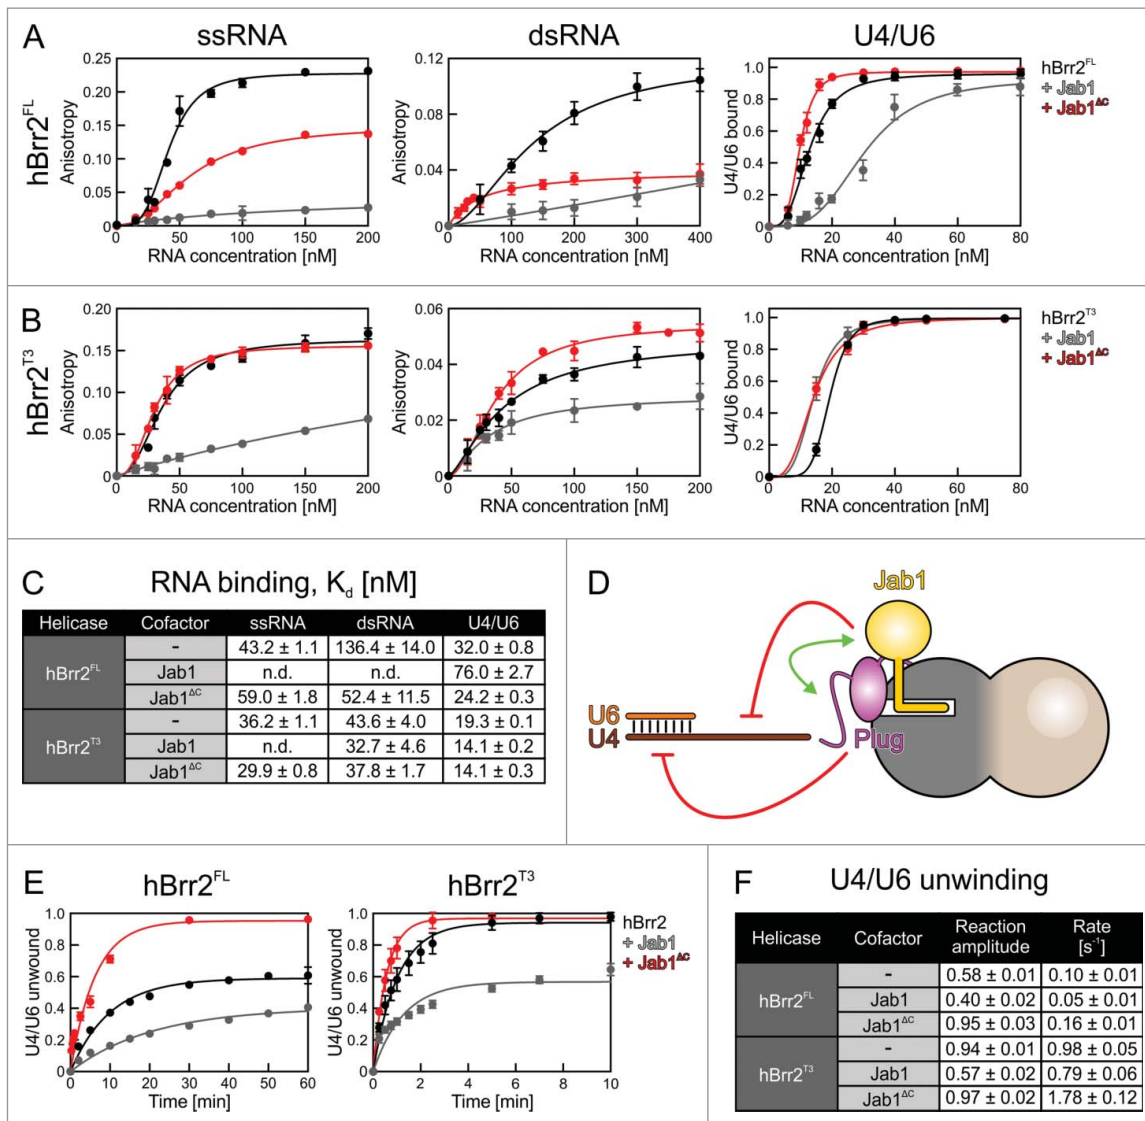 A
ssRNA
dsRNA
U4/U6
hBrr2FL
0.25
0.20
0.15
0.10
0.05
0
Anisotropy
0 50 100 150 200
RNA concentration [nM]
0.12
0.08
0.04
0
Anisotropy
0 100 200 300 400
RNA concentration [nM]
1.0
0.8
0.6
0.4
0.2
0
U4/U6 bound
0 20 40 60 80
RNA concentration [nM]
hBrr2FL
+ Jab1
+ Jab1ΔC
B
hBrr2T3
0.20
0.15
0.10
0.05
0
Anisotropy
0 50 100 150 200
RNA concentration [nM]
0.06
0.04
0.02
0
Anisotropy
0 50 100 150 200
RNA concentration [nM]
1.0
0.8
0.6
0.4
0.2
0
U4/U6 bound
0 20 40 60 80
RNA concentration [nM]
hBrr2T3
+ Jab1
+ Jab1ΔC
C
RNA binding, Kd [nM]
Helicase Cofactor ssRNA dsRNA U4/U6
hBrr2FL
- 43.2 ± 1.1 136.4 ± 14.0 32.0 ± 0.8
Jab1 n.d. n.d. 76.0 ± 2.7
Jab1ΔC 59.0 ± 1.8 52.4 ± 11.5 24.2 ± 0.3
hBrr2T3
- 36.2 ± 1.1 43.6 ± 4.0 19.3 ± 0.1
Jab1 n.d. 32.7 ± 4.6 14.1 ± 0.2
Jab1ΔC 29.9 ± 0.8 37.8 ± 1.7 14.1 ± 0.3
D
Jab1
U6
U4
Plug
E
hBrr2FL
hBrr2T3
1.0
0.8
0.6
0.4
0.2
0
U4/U6 unwound
0 10 20 30 40 50 60
Time [min]
1.0
0.8
0.6
0.4
0.2
0
U4/U6 unwound
0 2 4 6 8 10
Time [min]
hBrr2
+ Jab1
+ Jab1ΔC
F
U4/U6 unwinding
Helicase Cofactor Reaction amplitude Rate [s-1]
hBrr2FL
- 0.58 ± 0.01 0.10 ± 0.01
Jab1 0.40 ± 0.02 0.05 ± 0.01
Jab1ΔC 0.95 ± 0.03 0.16 ± 0.01
hBrr2T3
- 0.94 ± 0.01 0.98 ± 0.05
Jab1 0.57 ± 0.02 0.79 ± 0.06
Jab1ΔC 0.97 ± 0.02 1.78 ± 0.12